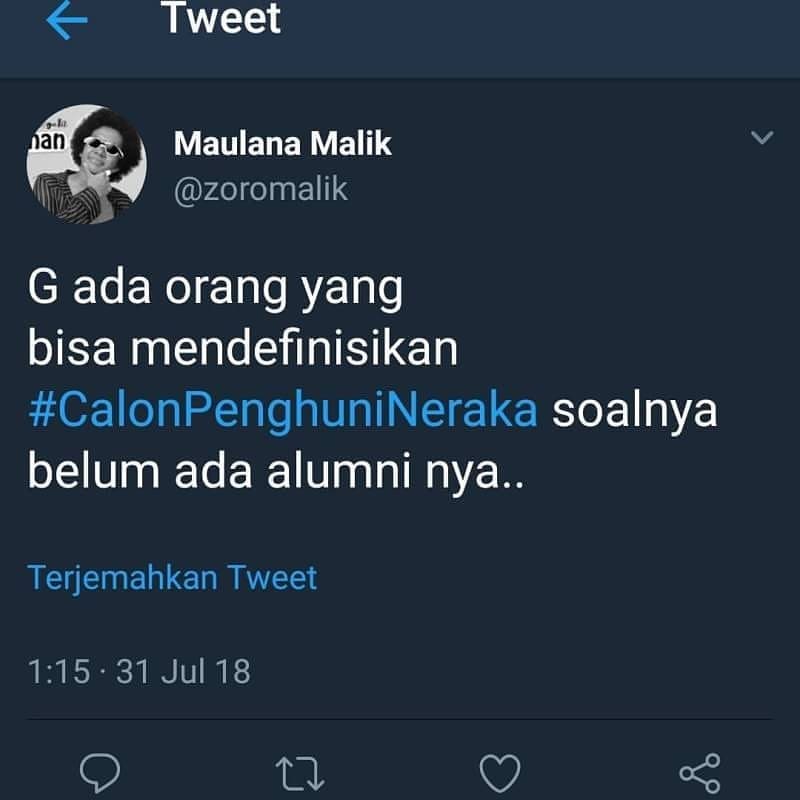 Tweet
Maulana Malik
@zoromalik
G ada orang yang
bisa mendefinisikan
#CalonPenghuniNeraka soalnya
belum ada alumni nya..
Terjemahkan Tweet
1:15 · 31 Jul 18